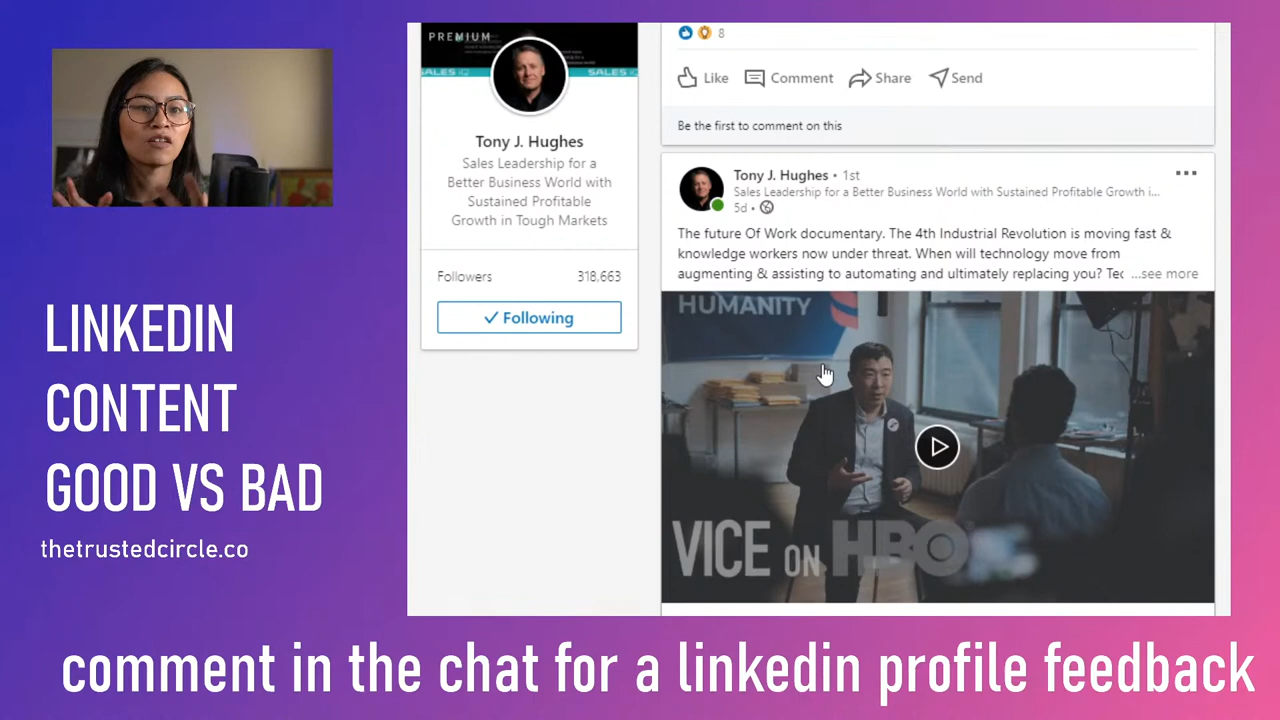 LINKEDIN
CONTENT
GOOD VS BAD
thetrustedcircle.co
PREMIUM
SALES
SALES
Tony J. Hughes
Sales Leadership for a
Better Business World with
Sustained Profitable
Growth in Tough Markets
Followers 318,663
✓ Following
8
Like Comment Share Send
Be the first to comment on this
Tony J. Hughes • 1st
Sales Leadership for a Better Business World with Sustained Profitable Growth i...
5d •
The future Of Work documentary. The 4th Industrial Revolution is moving fast &
knowledge workers now under threat. When will technology move from
augmenting & assisting to automating and ultimately replacing you? Tec ...see more
HUMANITY
VICE ON HBO
comment in the chat for a linkedin profile feedback